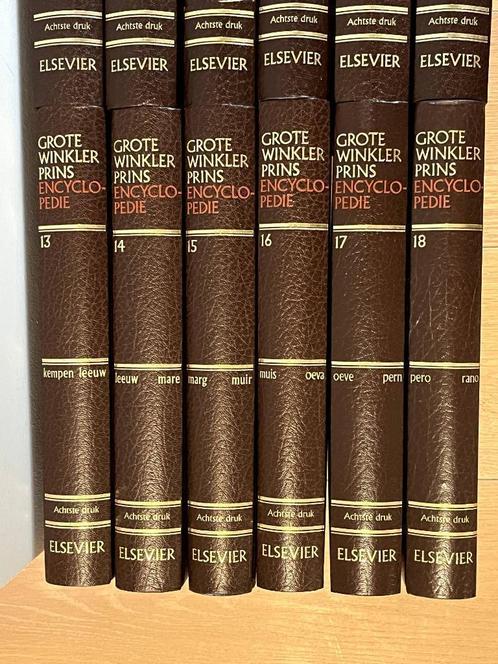 Achtste druk
ELSEVIER
Achtste druk
ELSEVIER
Achtste druk
ELSEVIER
Achtste druk
ELSEVIER
Achtste druk
ELSEVIER
Achtste druk
ELSEVIER
GROTE
WINKLER
PRINS
ENCYCLO-
PEDIE
13
kempen leeuw
Achtste druk
ELSEVIER
GROTE
WINKLER
PRINS
ENCYCLO-
PEDIE
14
leeuw mare
Achtste druk
ELSEVIER
GROTE
WINKLER
PRINS
ENCYCLO-
PEDIE
15
marg muir
Achtste druk
ELSEVIER
GROTE
WINKLER
PRINS
ENCYCLO-
PEDIE
16
muis oeva
Achtste druk
ELSEVIER
GROTE
WINKLER
PRINS
ENCYCLO-
PEDIE
17
oeve pern
Achtste druk
ELSEVIER
GROTE
WINKLER
PRINS
ENCYCLO-
PEDIE
18
pero rano
Achtste druk
ELSEVIER